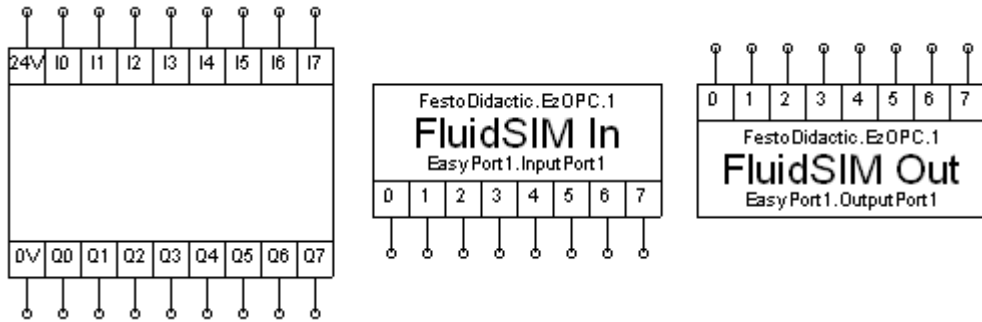 24V I0 I1 I2 I3 I4 I5 I6 I7
0V Q0 Q1 Q2 Q3 Q4 Q5 Q6 Q7
FestoDidactic.EzOPC.1
FluidSIM In
EasyPort1.InputPort1
0 1 2 3 4 5 6 7
0 1 2 3 4 5 6 7
FestoDidactic.EzOPC.1
FluidSIM Out
EasyPort1.OutputPort1